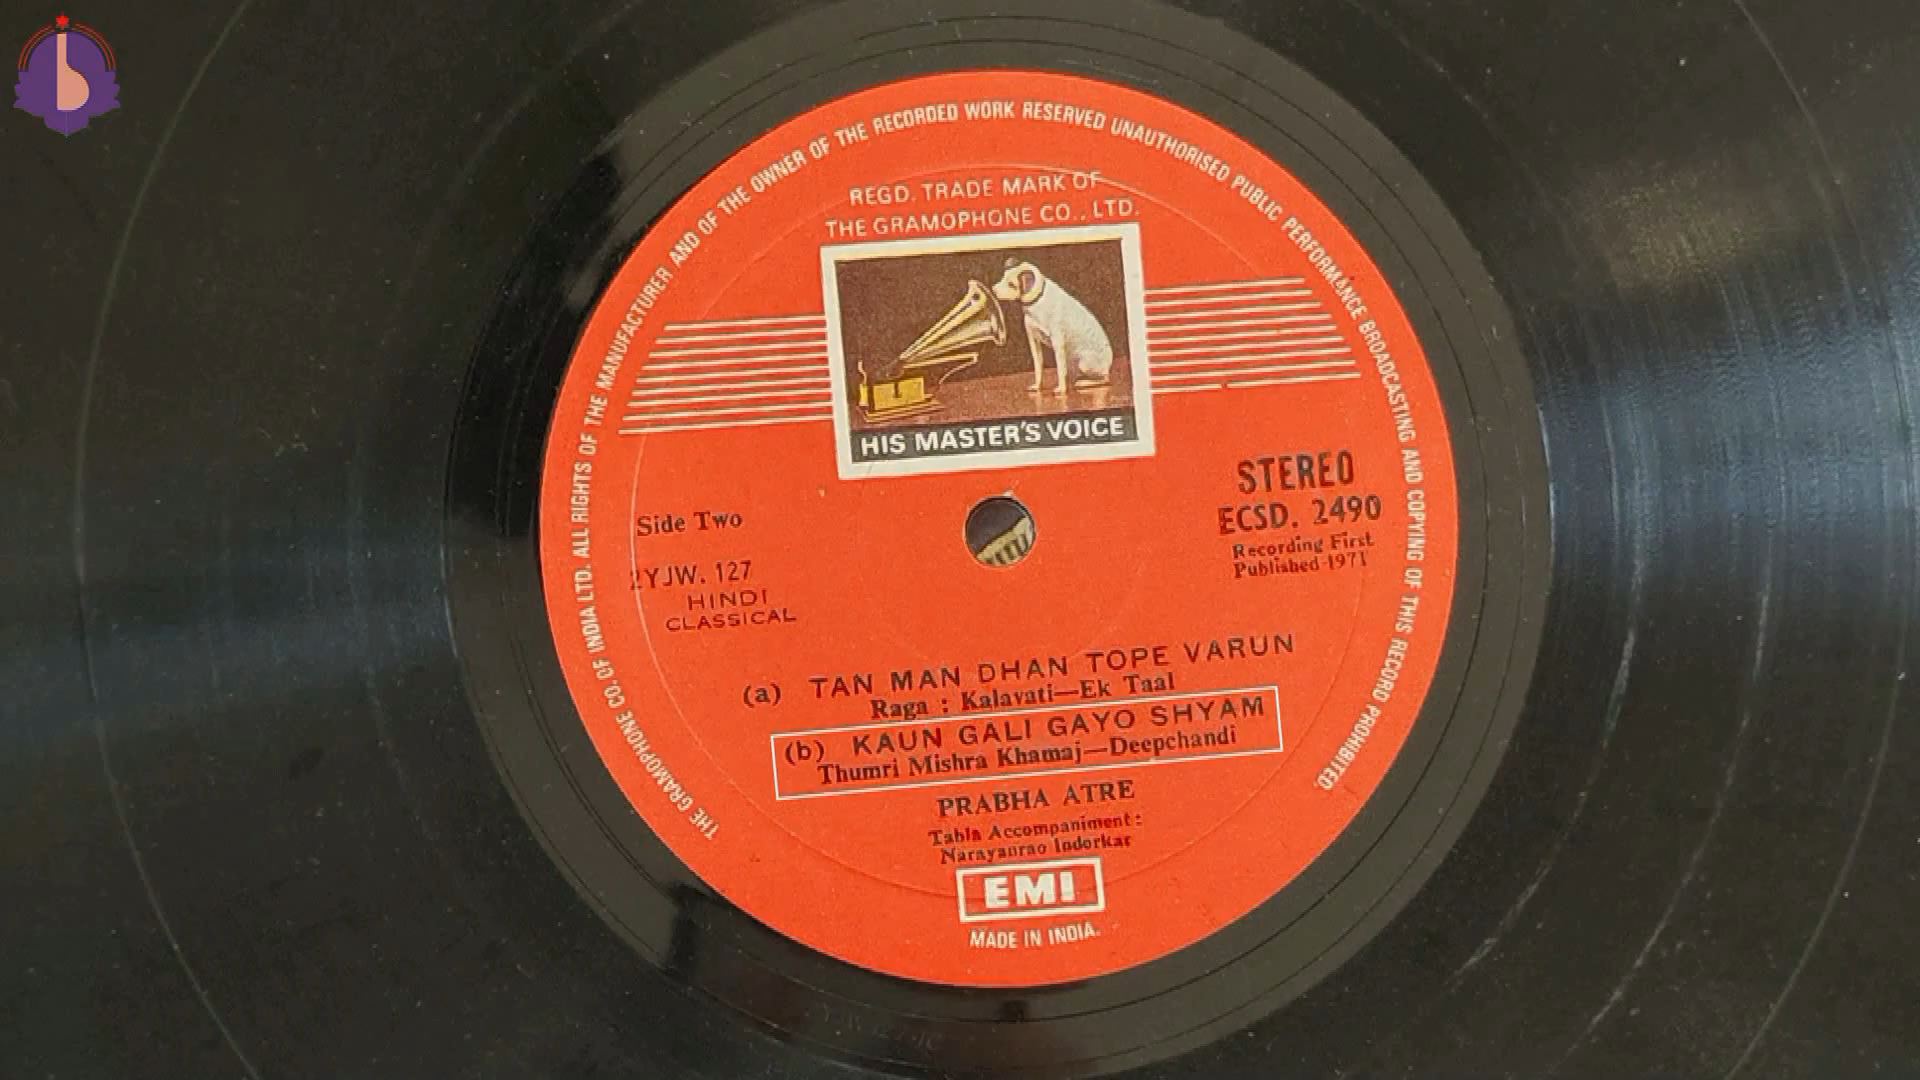 THE GRAMOPHONE CO. OF INDIA LTD. ALL RIGHTS OF THE MANUFACTURER AND OF THE OWNER OF THE RECORDED WORK RESERVED UNAUTHORISED PUBLIC PERFORMANCE BROADCASTING AND COPYING OF THIS RECORD PROHIBITED.
REGD. TRADE MARK OF
THE GRAMOPHONE CO., LTD.
HIS MASTER'S VOICE
STEREO
ECSD. 2490
Recording First
Published 1971
Side Two
2YJW. 127
HINDI
CLASSICAL
(a) TAN MAN DHAN TOPE VARUN
Raga : Kalavati—Ek Taal
(b) KAUN GALI GAYO SHYAM
Thumri Mishra Khamaj—Deepchandi
PRABHA ATRE
Tabla Accompaniment:
Narayanrao Indorkar
EMI
MADE IN INDIA.